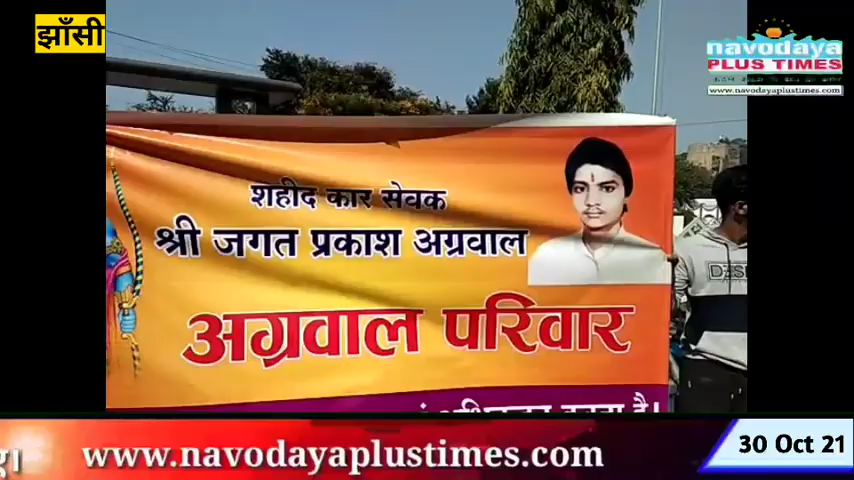 झाँसी
navodaya
PLUS TIMES
www.navodayaplustimes.com
शहीद कार सेवक
श्री जगत प्रकाश अग्रवाल
अग्रवाल परिवार
करता है।
www.navodayaplustimes.com
30 Oct 21